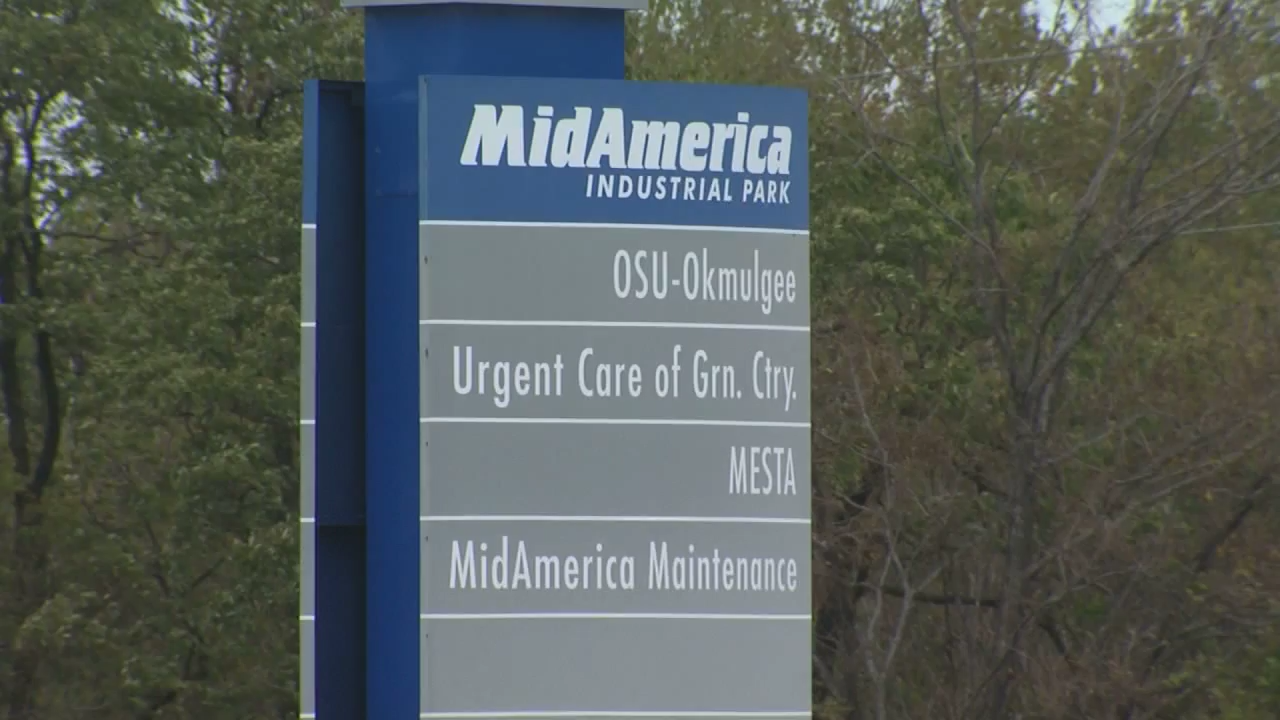 MidAmerica
INDUSTRIAL PARK
OSU-Okmulgee
Urgent Care of Grn. Ctry.
MESTA
MidAmerica Maintenance